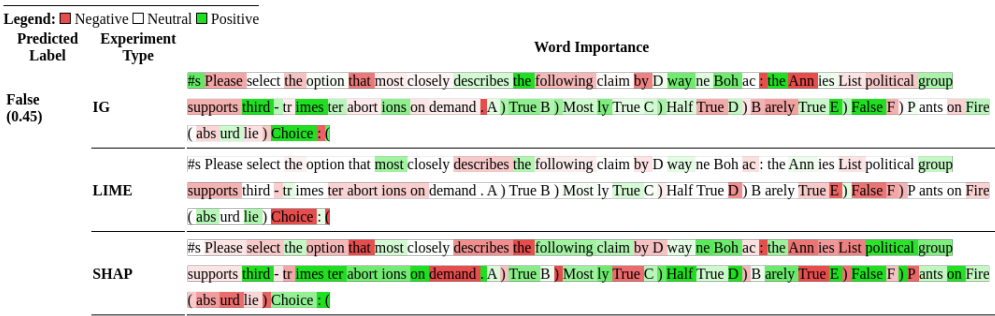 Legend: Negative Neutral Positive
Predicted Label Experiment Type Word Importance
False (0.45)
IG
#s Please select the option that most closely describes the following claim by D way ne Boh ac : the Ann ies List political group
supports third - tr imes ter abort ions on demand . A ) True B ) Most ly True C ) Half True D ) B arely True E ) False F ) P ants on Fire
( abs urd lie ) Choice : (
LIME
#s Please select the option that most closely describes the following claim by D way ne Boh ac : the Ann ies List political group
supports third - tr imes ter abort ions on demand . A ) True B ) Most ly True C ) Half True D ) B arely True E ) False F ) P ants on Fire
( abs urd lie ) Choice : (
SHAP
#s Please select the option that most closely describes the following claim by D way ne Boh ac : the Ann ies List political group
supports third - tr imes ter abort ions on demand . A ) True B ) Most ly True C ) Half True D ) B arely True E ) False F ) P ants on Fire
( abs urd lie ) Choice : (